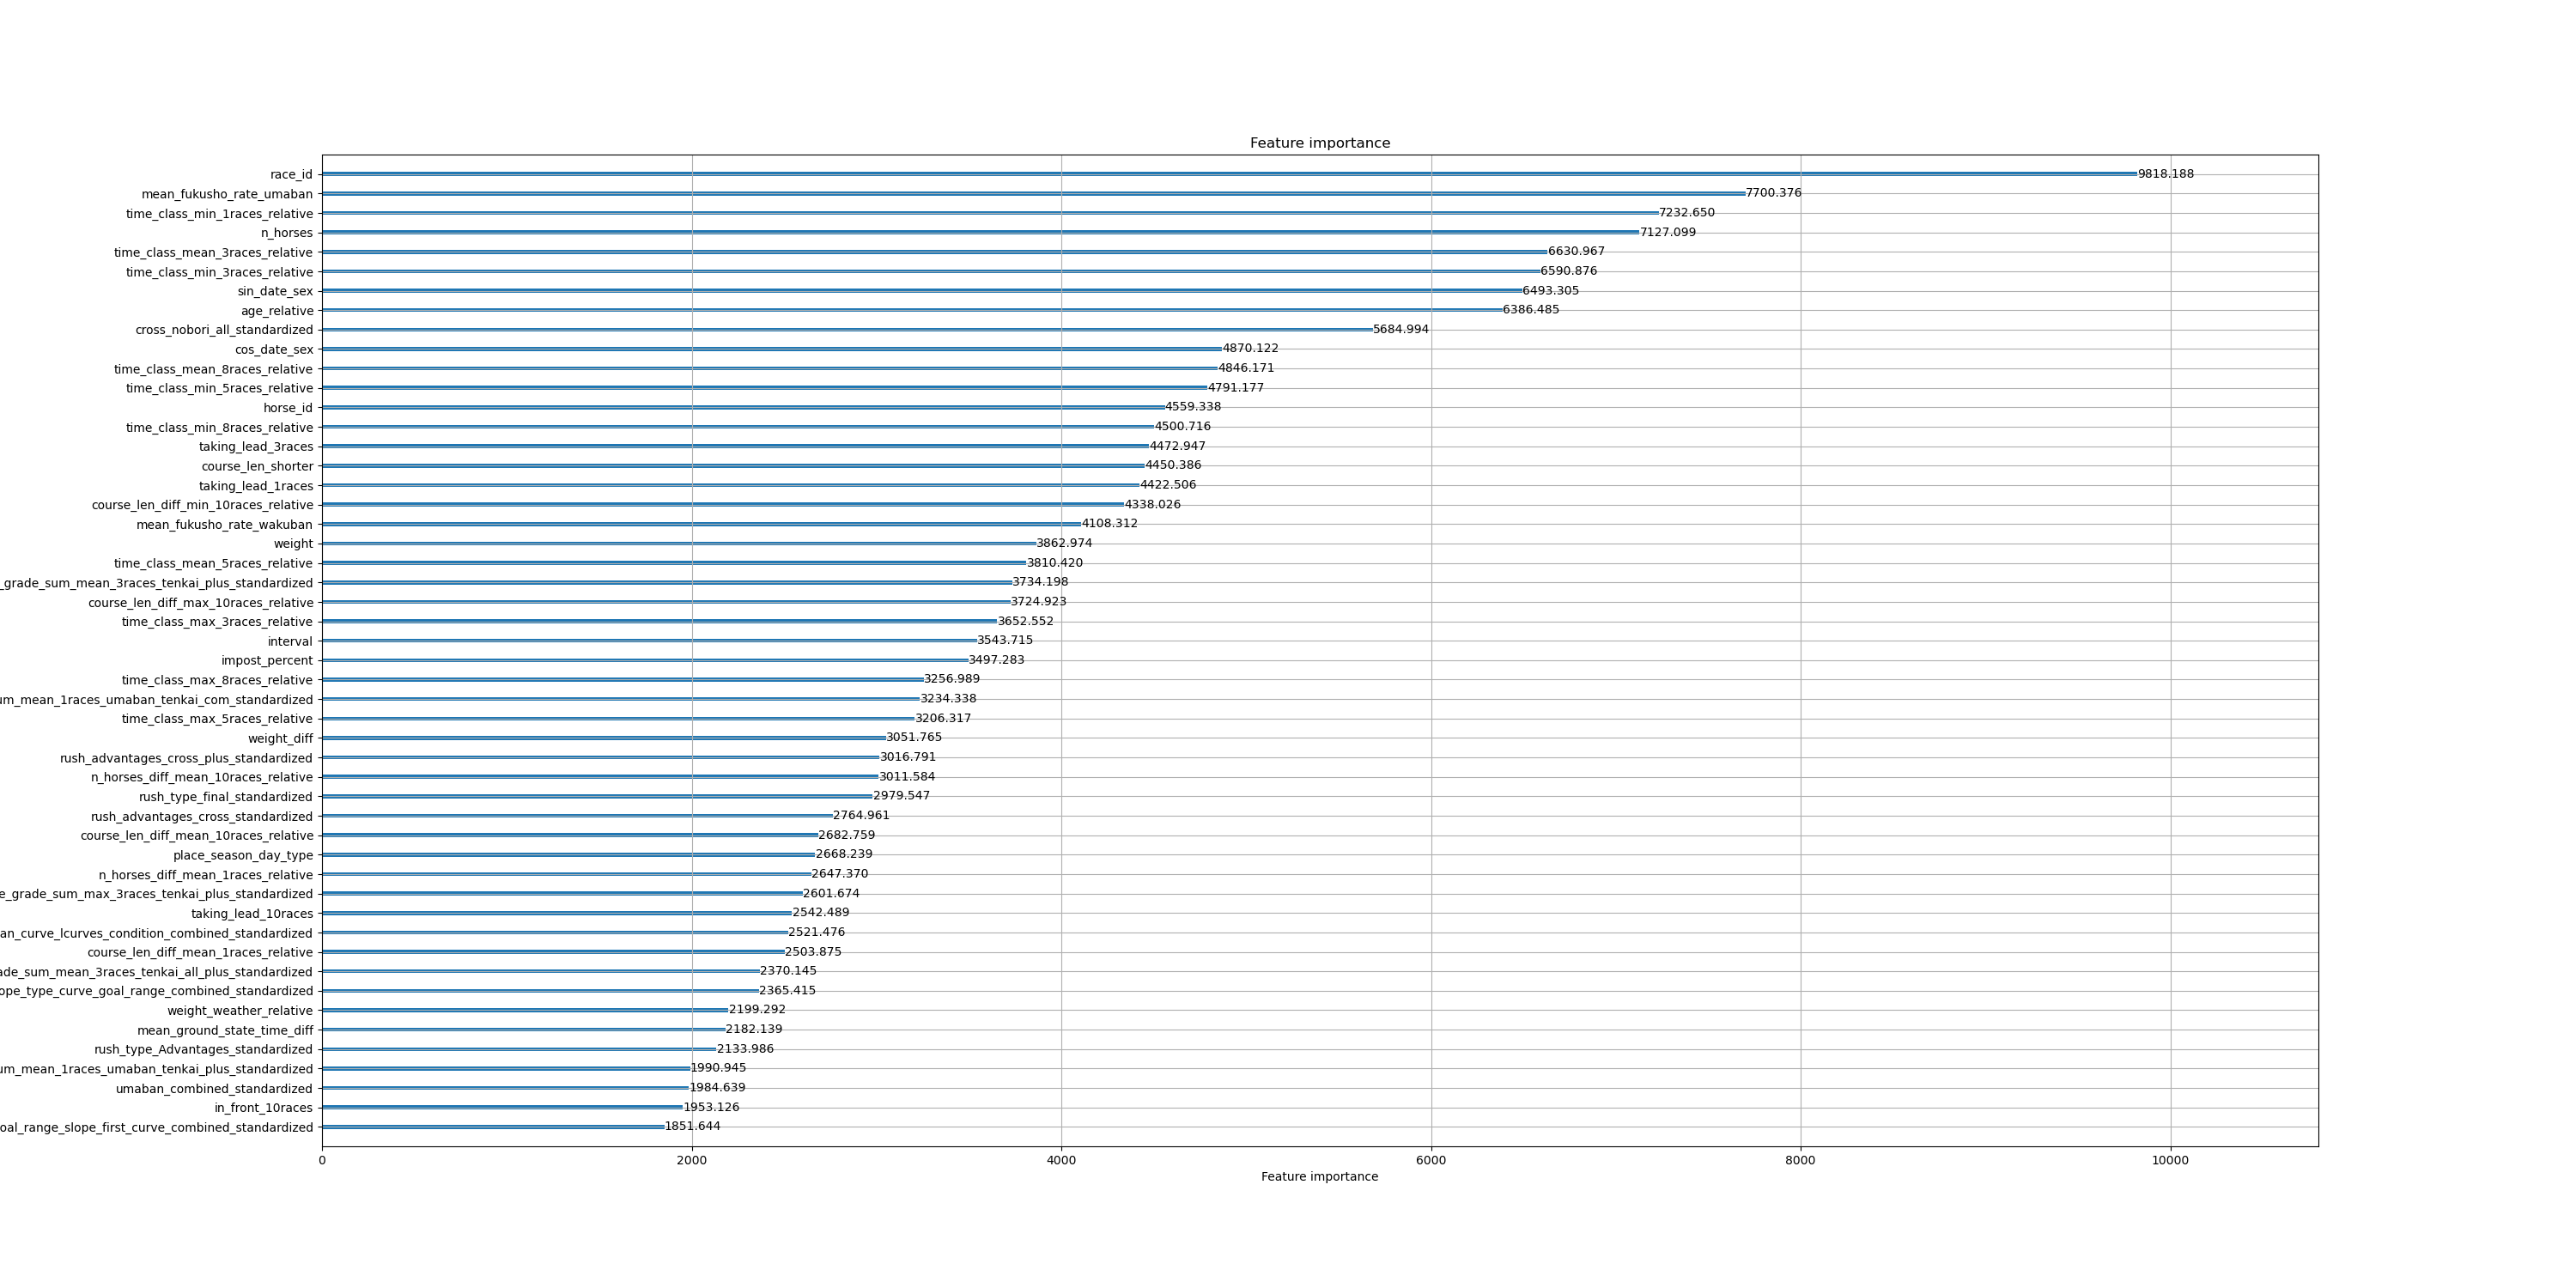 Feature importance
race_id 9818.188
mean_fukusho_rate_umaban 7700.376
time_class_min_1races_relative 7232.650
n_horses 7127.099
time_class_mean_3races_relative 6630.967
time_class_min_3races_relative 6590.876
sin_date_sex 6493.305
age_relative 6386.485
cross_nobori_all_standardized 5684.994
cos_date_sex 4870.122
time_class_mean_8races_relative 4846.171
time_class_min_5races_relative 4791.177
horse_id 4559.338
time_class_min_8races_relative 4500.716
taking_lead_3races 4472.947
course_len_shorter 4450.386
taking_lead_1races 4422.506
course_len_diff_min_10races_relative 4338.026
mean_fukusho_rate_wakuban 4108.312
weight 3862.974
time_class_mean_5races_relative 3810.420
_grade_sum_mean_3races_tenkai_plus_standardized 3734.198
course_len_diff_max_10races_relative 3724.923
time_class_max_3races_relative 3652.552
interval 3543.715
impost_percent 3497.283
time_class_max_8races_relative 3256.989
um_mean_1races_umaban_tenkai_com_standardized 3234.338
time_class_max_5races_relative 3206.317
weight_diff 3051.765
rush_advantages_cross_plus_standardized 3016.791
n_horses_diff_mean_10races_relative 3011.584
rush_type_final_standardized 2979.547
rush_advantages_cross_standardized 2764.961
course_len_diff_mean_10races_relative 2682.759
place_season_day_type 2668.239
n_horses_diff_mean_1races_relative 2647.370
e_grade_sum_max_3races_tenkai_plus_standardized 2601.674
taking_lead_10races 2542.489
an_curve_lcurves_condition_combined_standardized 2521.476
course_len_diff_mean_1races_relative 2503.875
ade_sum_mean_3races_tenkai_all_plus_standardized 2370.145
ope_type_curve_goal_range_combined_standardized 2365.415
weight_weather_relative 2199.292
mean_ground_state_time_diff 2182.139
rush_type_Advantages_standardized 2133.986
um_mean_1races_umaban_tenkai_plus_standardized 1990.945
umaban_combined_standardized 1984.639
in_front_10races 1953.126
oal_range_slope_first_curve_combined_standardized 1851.644
0 2000 4000 6000 8000 10000
Feature importance